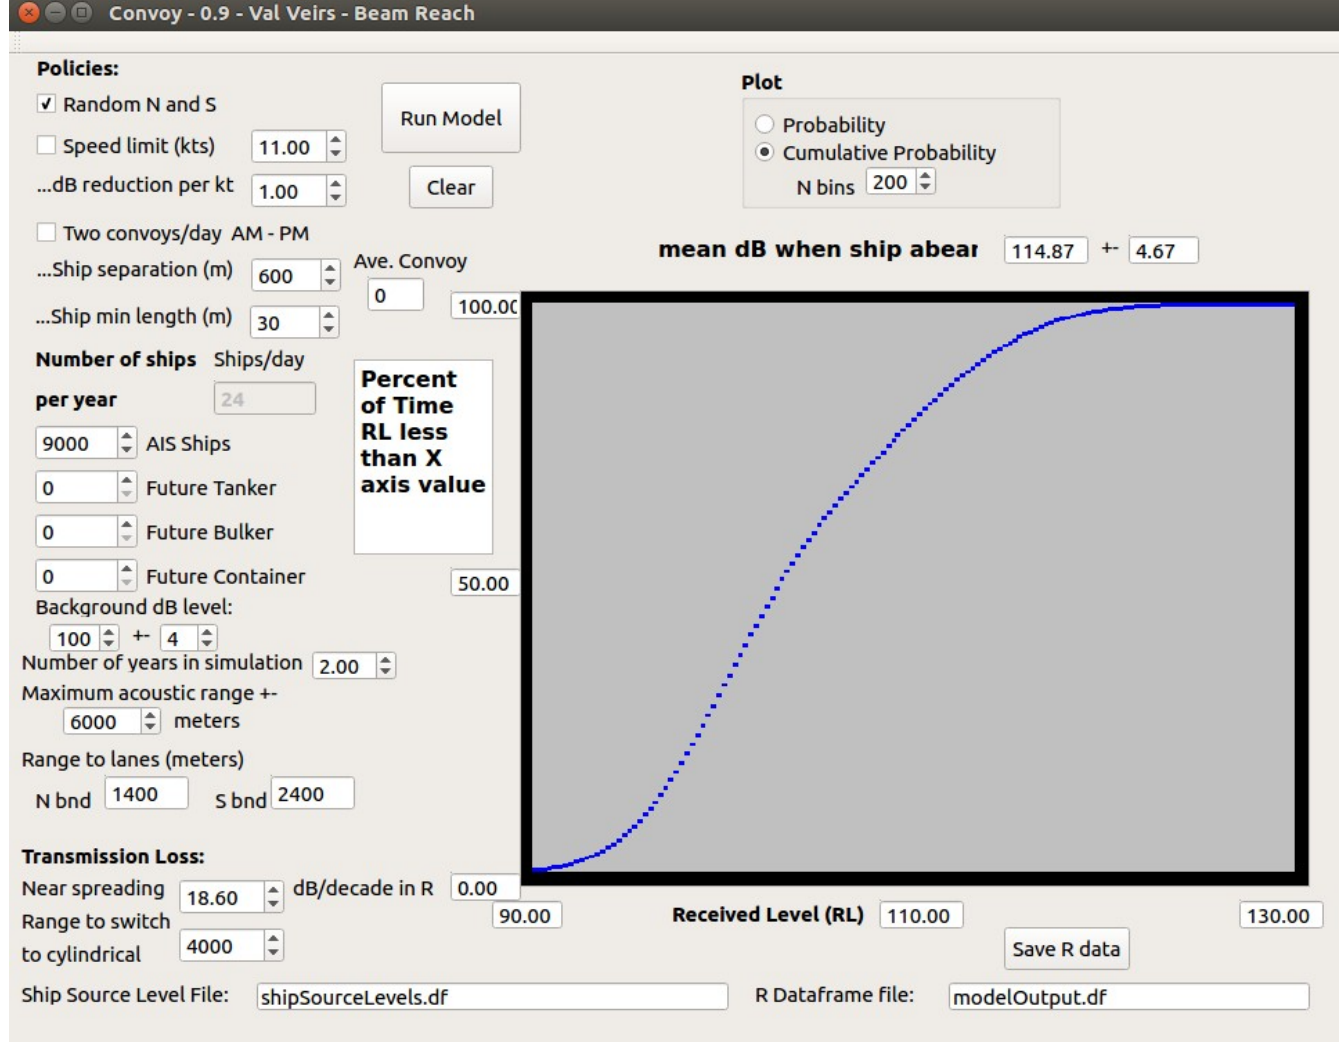 Convoy - 0.9 - Val Veirs - Beam Reach
Policies:
Random N and S
Speed limit (kts) 11.00
...dB reduction per kt 1.00
Two convoys/day AM - PM
...Ship separation (m) 600
...Ship min length (m) 30
Run Model
Clear
Ave. Convoy
0
Plot
Probability
Cumulative Probability
N bins 200
mean dB when ship abear 114.87 +- 4.67
Number of ships Ships/day
per year 24
9000 AIS Ships
0 Future Tanker
0 Future Bulker
0 Future Container
Background dB level:
100 +- 4
Number of years in simulation 2.00
Maximum acoustic range +-
6000 meters
Range to lanes (meters)
N bnd 1400 S bnd 2400
Transmission Loss:
Near spreading 18.60 dB/decade in R
Range to switch
to cylindrical 4000
100.00
Percent
of Time
RL less
than X
axis value
50.00
0.00
90.00 Received Level (RL) 110.00 130.00
Save R data
Ship Source Level File: shipSourceLevels.df R Dataframe file: modelOutput.df